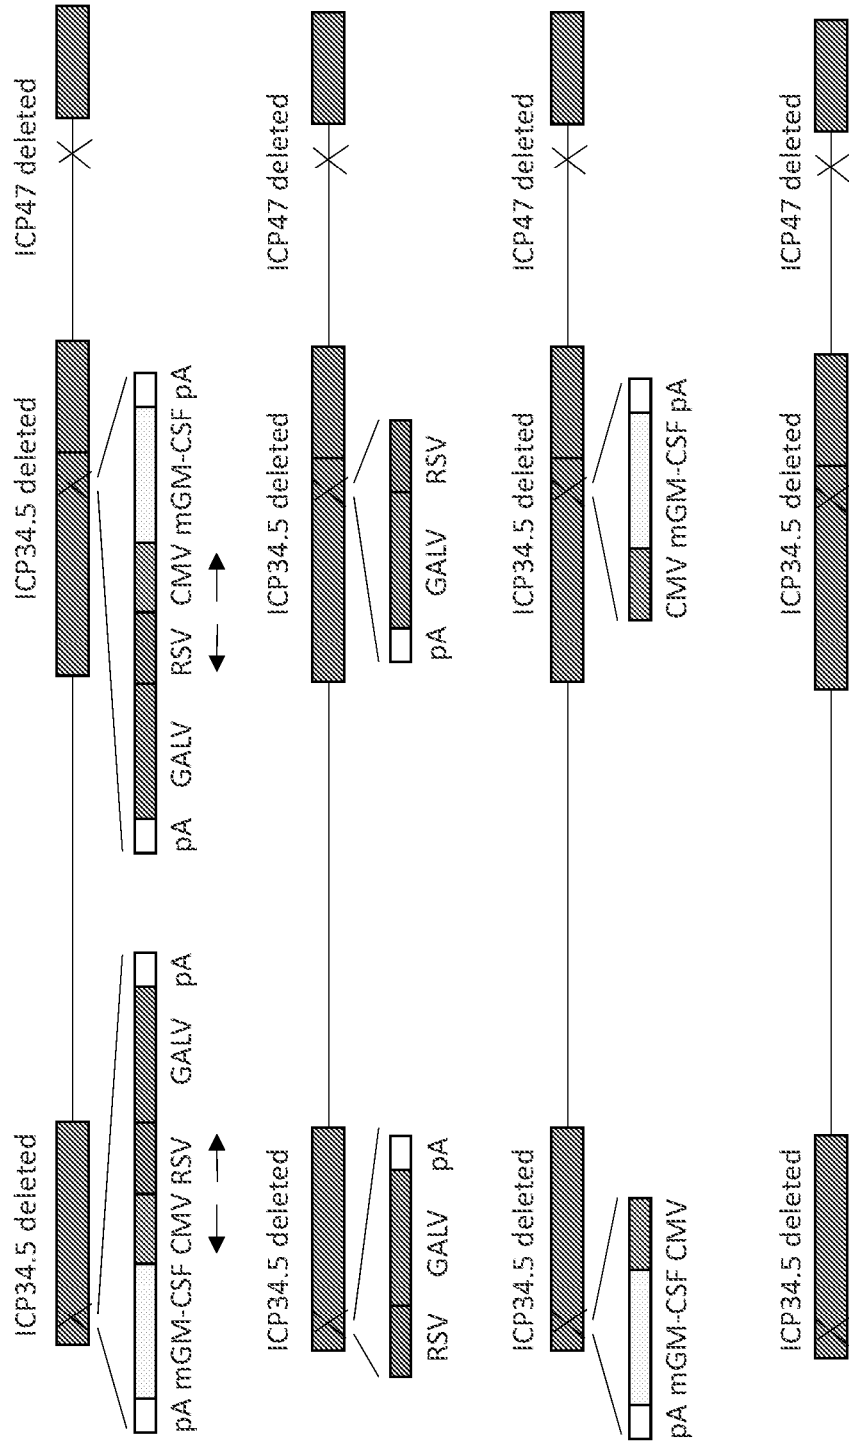 ICP34.5 deleted ICP34.5 deleted ICP47 deleted
pA mGM-CSF CMV RSV GALV pA pA GALV RSV CMV mGM-CSF pA
ICP34.5 deleted ICP34.5 deleted ICP47 deleted
RSV GALV pA pA GALV RSV
ICP34.5 deleted ICP34.5 deleted ICP47 deleted
pA mGM-CSF CMV CMV mGM-CSF pA
ICP34.5 deleted ICP34.5 deleted ICP47 deleted